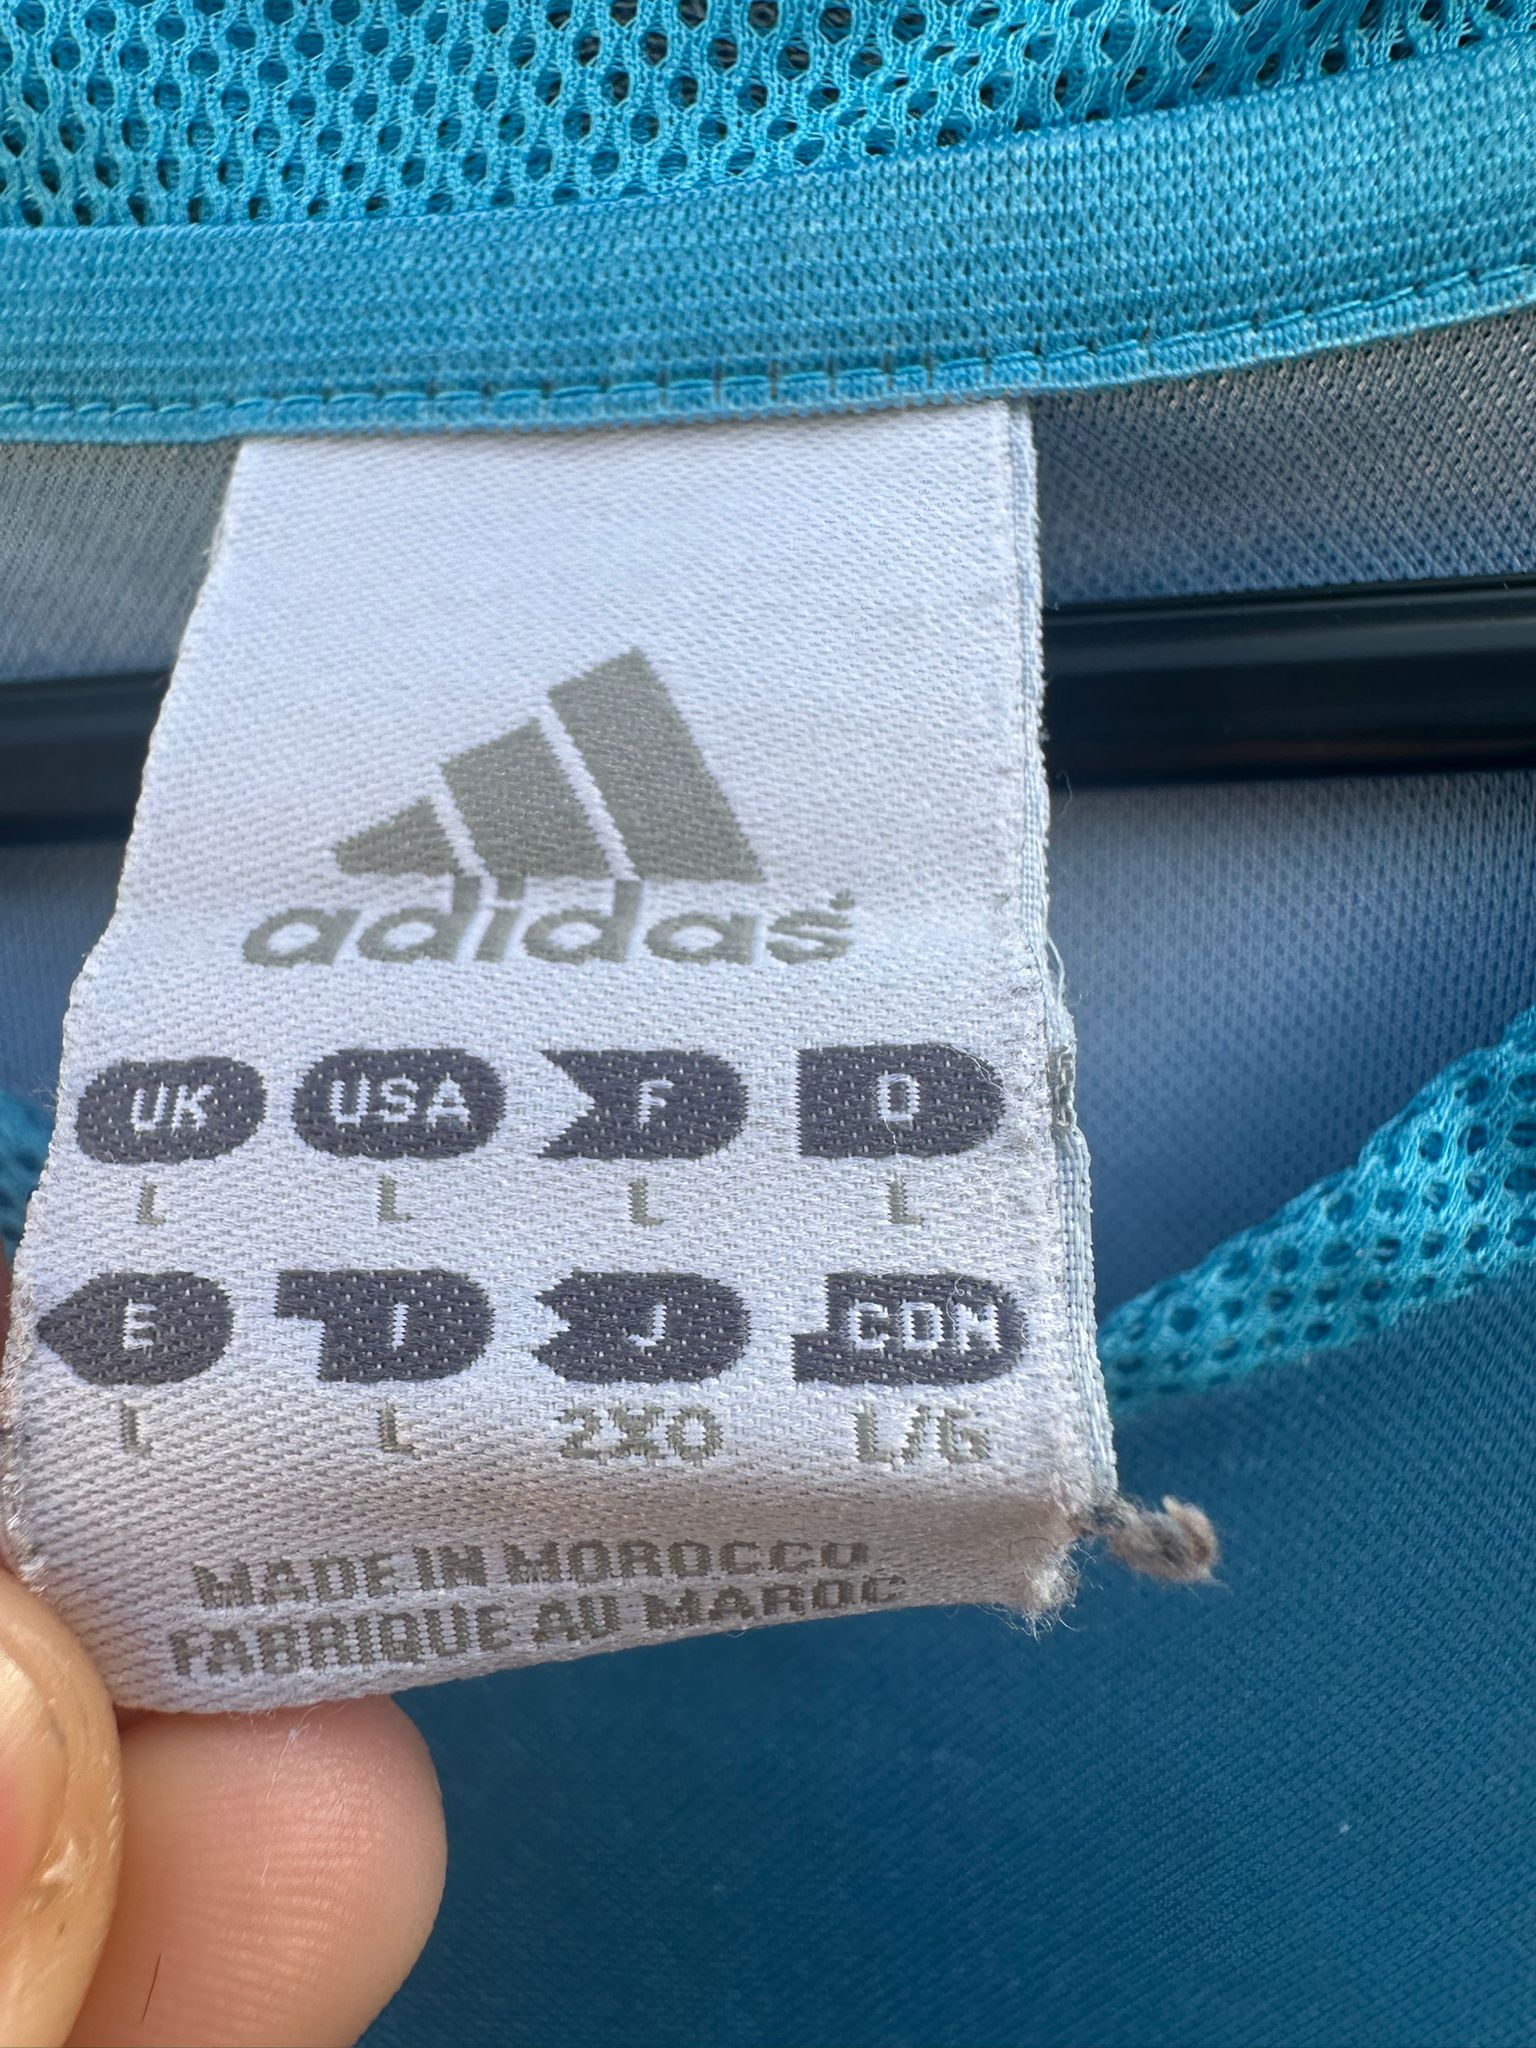 adidas
UK USA F D
L L L L
E I J CDN
L L 2XO L/G
MADE IN MOROCCO
FABRIQUE AU MAROC